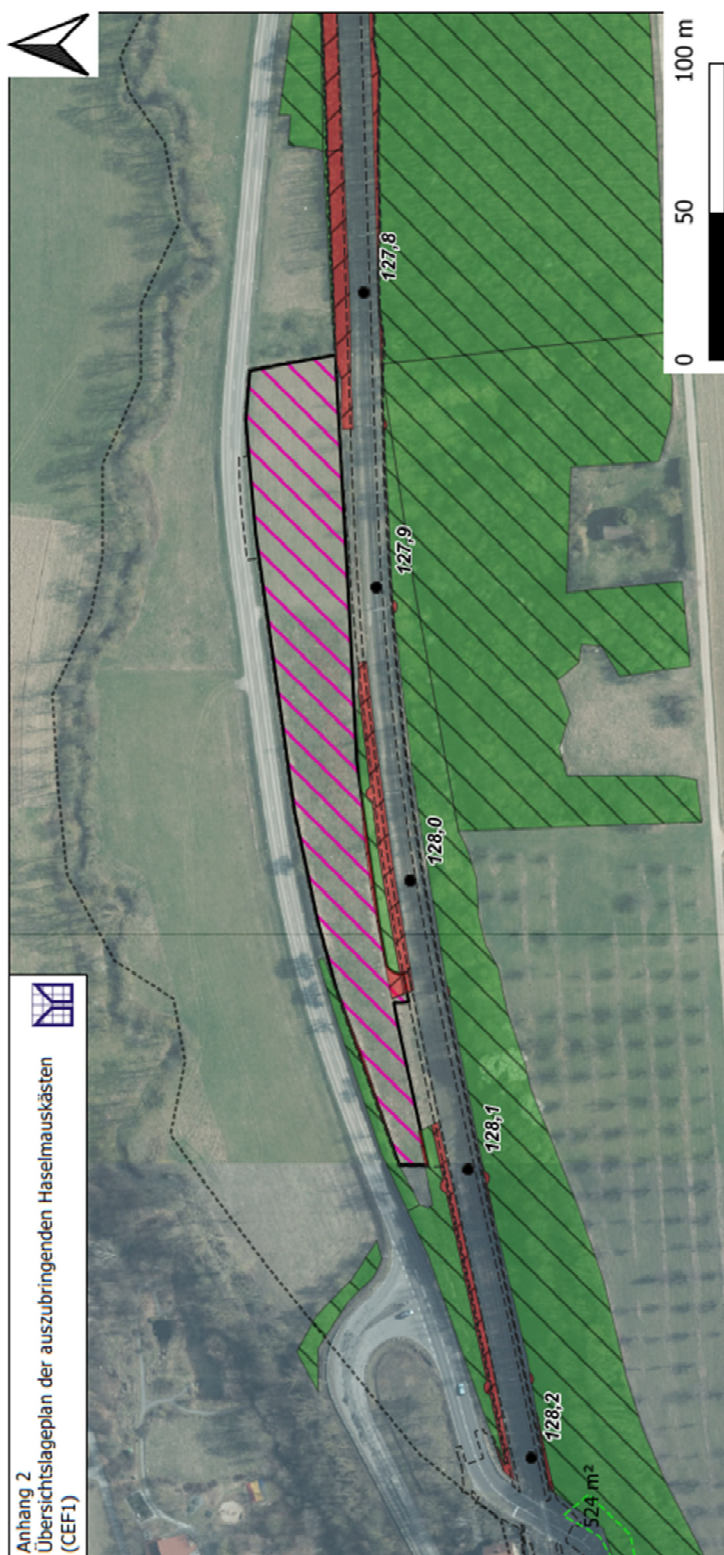 Anhang 2
Übersichtslageplan der auszubringenden Haselmauskästen
(CEF1)
127,8
127,9
128,0
128,1
128,2
524 m²
0
50
100 m